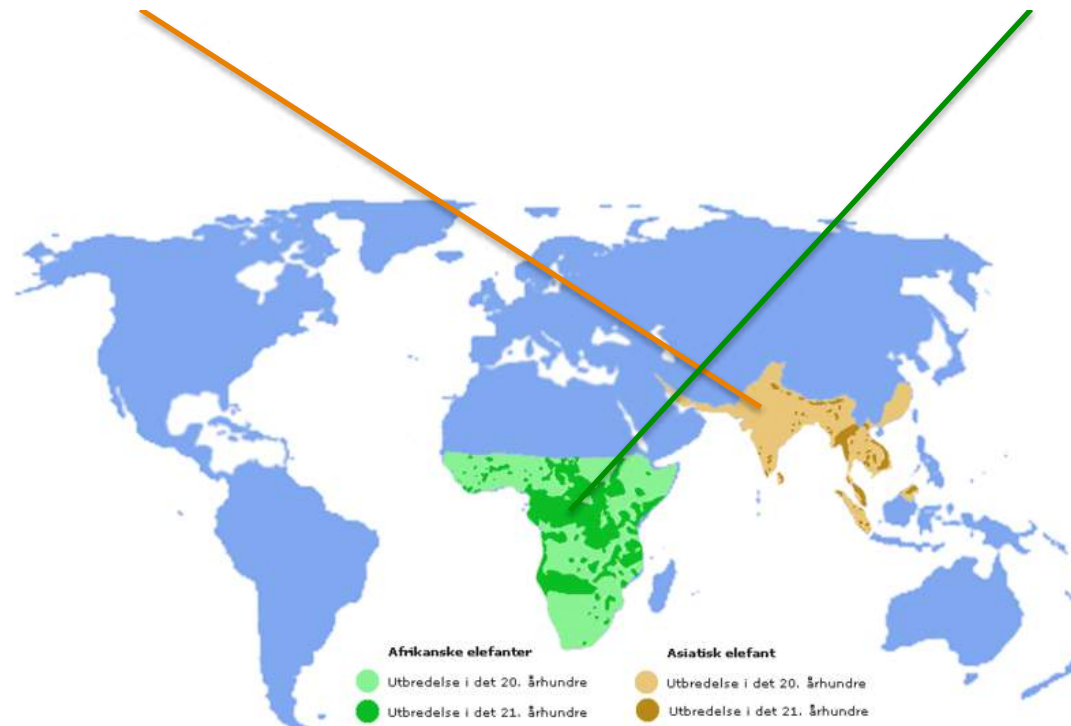 Afrikanske elefanter
Utbredelse i det 20. århundre
Utbredelse i det 21. århundre
Asiatisk elefant
Utbredelse i det 20. århundre
Utbredelse i det 21. århundre